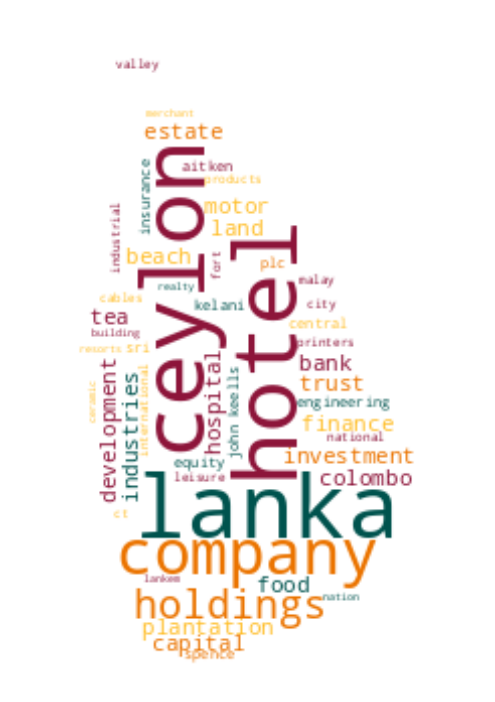 valley
merchant
estate
ceylon
insurance
aitken
products
industrial
motor
land
hotel
beach
fort
plc
realty
malay
cables
kelani
city
tea
central
building
printers
resorts
sri
hospital
bank
international
development
industries
john keells
trust
ceramic
engineering
finance
national
equity
investment
leisure
colombo
lanka
ct
company
lankem
food
nation
holdings
plantation
capital
spence